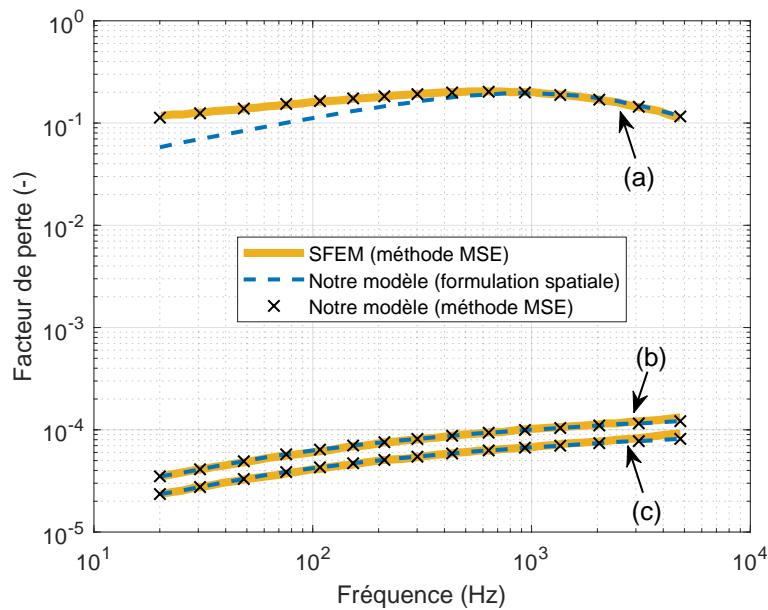 10^0
10^-1
(a)
10^-2
SFEM (méthode MSE)
Notre modèle (formulation spatiale)
Notre modèle (méthode MSE)
Facteur de perte (-)
10^-3
(b)
10^-4
(c)
10^-5
10^1
10^2
10^3
10^4
Fréquence (Hz)